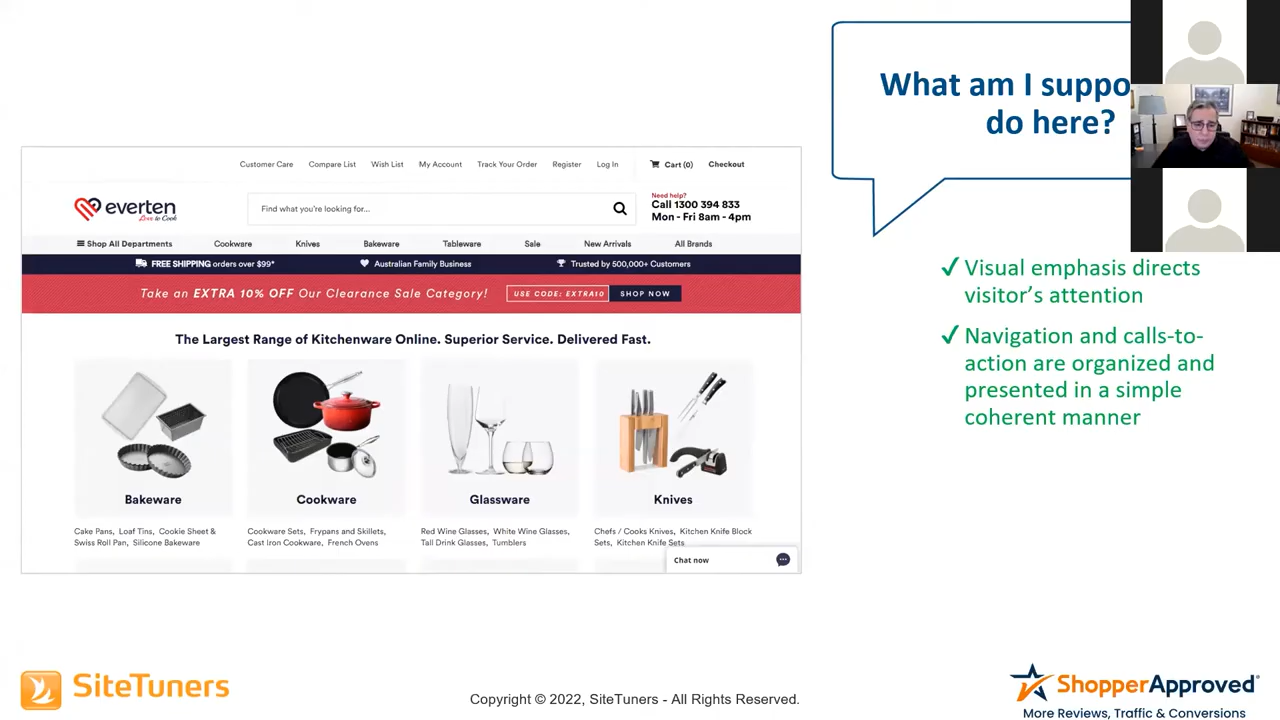 What am I suppo
do here?
Customer Care Compare List Wish List My Account Track Your Order Register Log In Cart (0) Checkout
everten
Love to Cook
Find what you're looking for...
Need help?
Call 1300 394 833
Mon - Fri 8am - 4pm
Shop All Departments Cookware Knives Bakeware Tableware Sale New Arrivals All Brands
FREE SHIPPING orders over $99* Australian Family Business Trusted by 500,000+ Customers
Take an EXTRA 10% OFF Our Clearance Sale Category! USE CODE: EXTRA10 SHOP NOW
The Largest Range of Kitchenware Online. Superior Service. Delivered Fast.
Bakeware Cookware Glassware Knives
Cake Pans, Loaf Tins, Cookie Sheet &
Swiss Roll Pan, Silicone Bakeware
Cookware Sets, Frypans and Skillets,
Cast Iron Cookware, French Ovens
Red Wine Glasses, White Wine Glasses,
Tall Drink Glasses, Tumblers
Chefs / Cooks Knives, Kitchen Knife Block
Sets, Kitchen Knife Sets
Chat now
✓ Visual emphasis directs
visitor's attention
✓ Navigation and calls-to-
action are organized and
presented in a simple
coherent manner
SiteTuners
Copyright © 2022, SiteTuners - All Rights Reserved.
ShopperApproved®
More Reviews, Traffic & Conversions